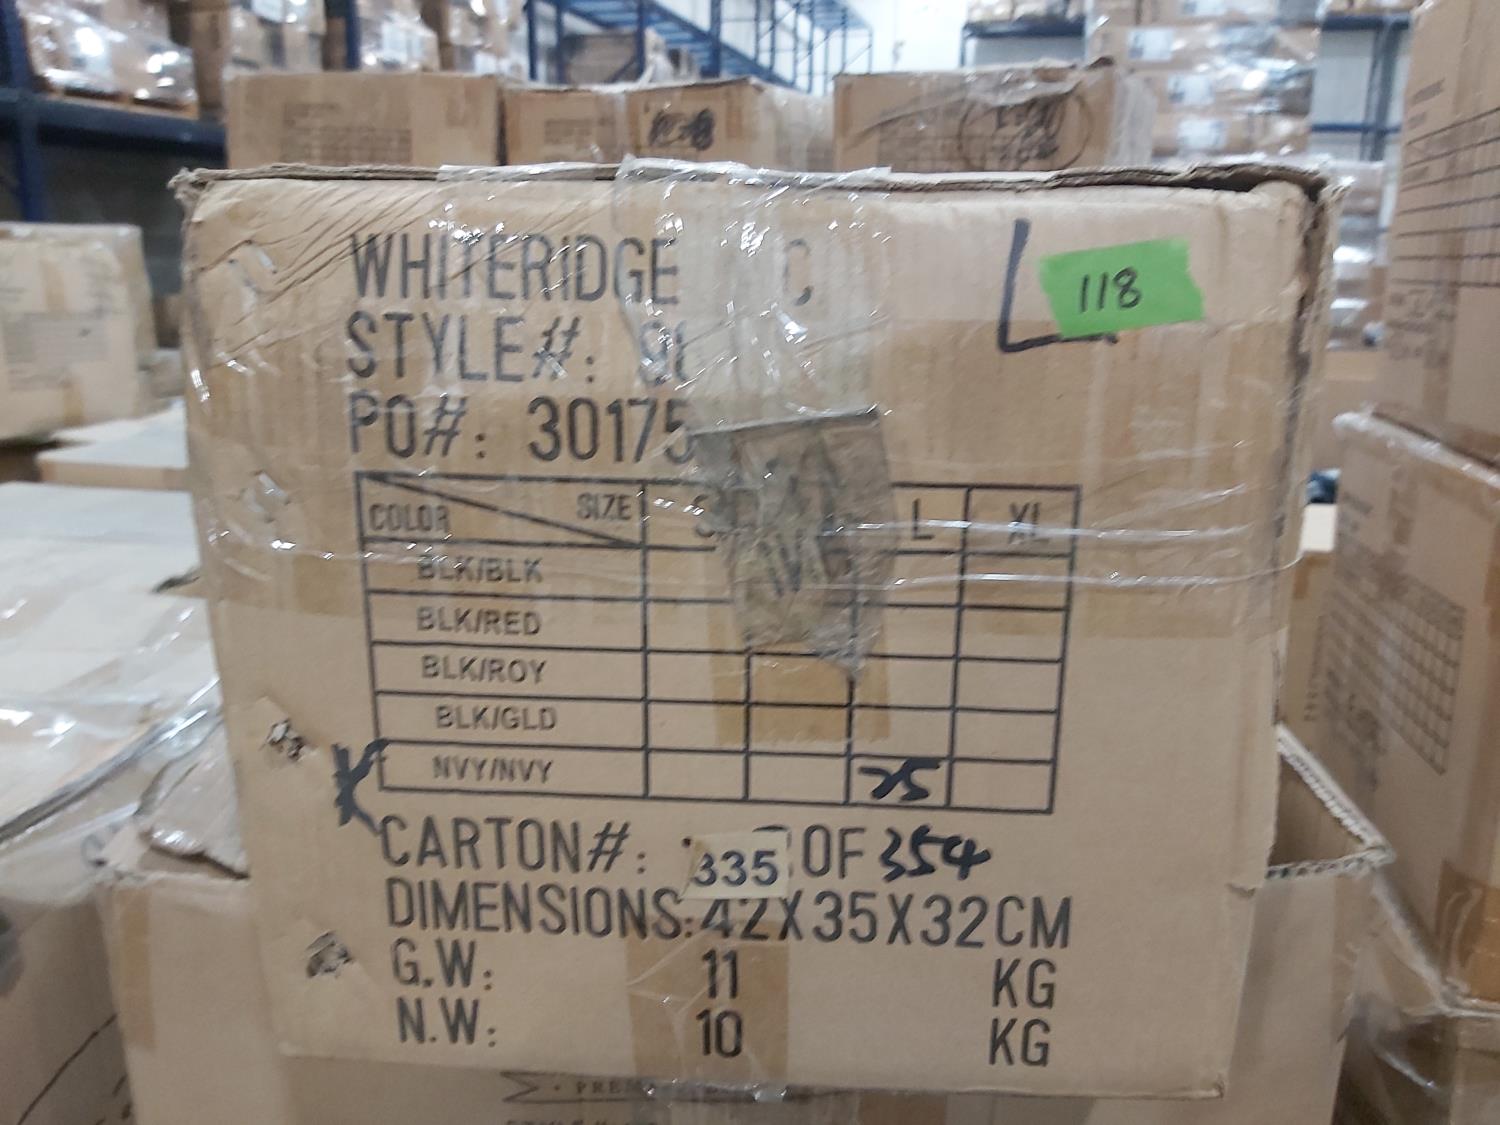 WHITERIDGE C
L
118
STYLE#:
PO#: 30175
COLOR SIZE S L XL
BLK/BLK
BLK/RED
BLK/ROY
BLK/GLD
NVY/NVY 25
CARTON#: 335 OF 354
DIMENSIONS: 42X35X32CM
G.W: 11 KG
N.W: 10 KG